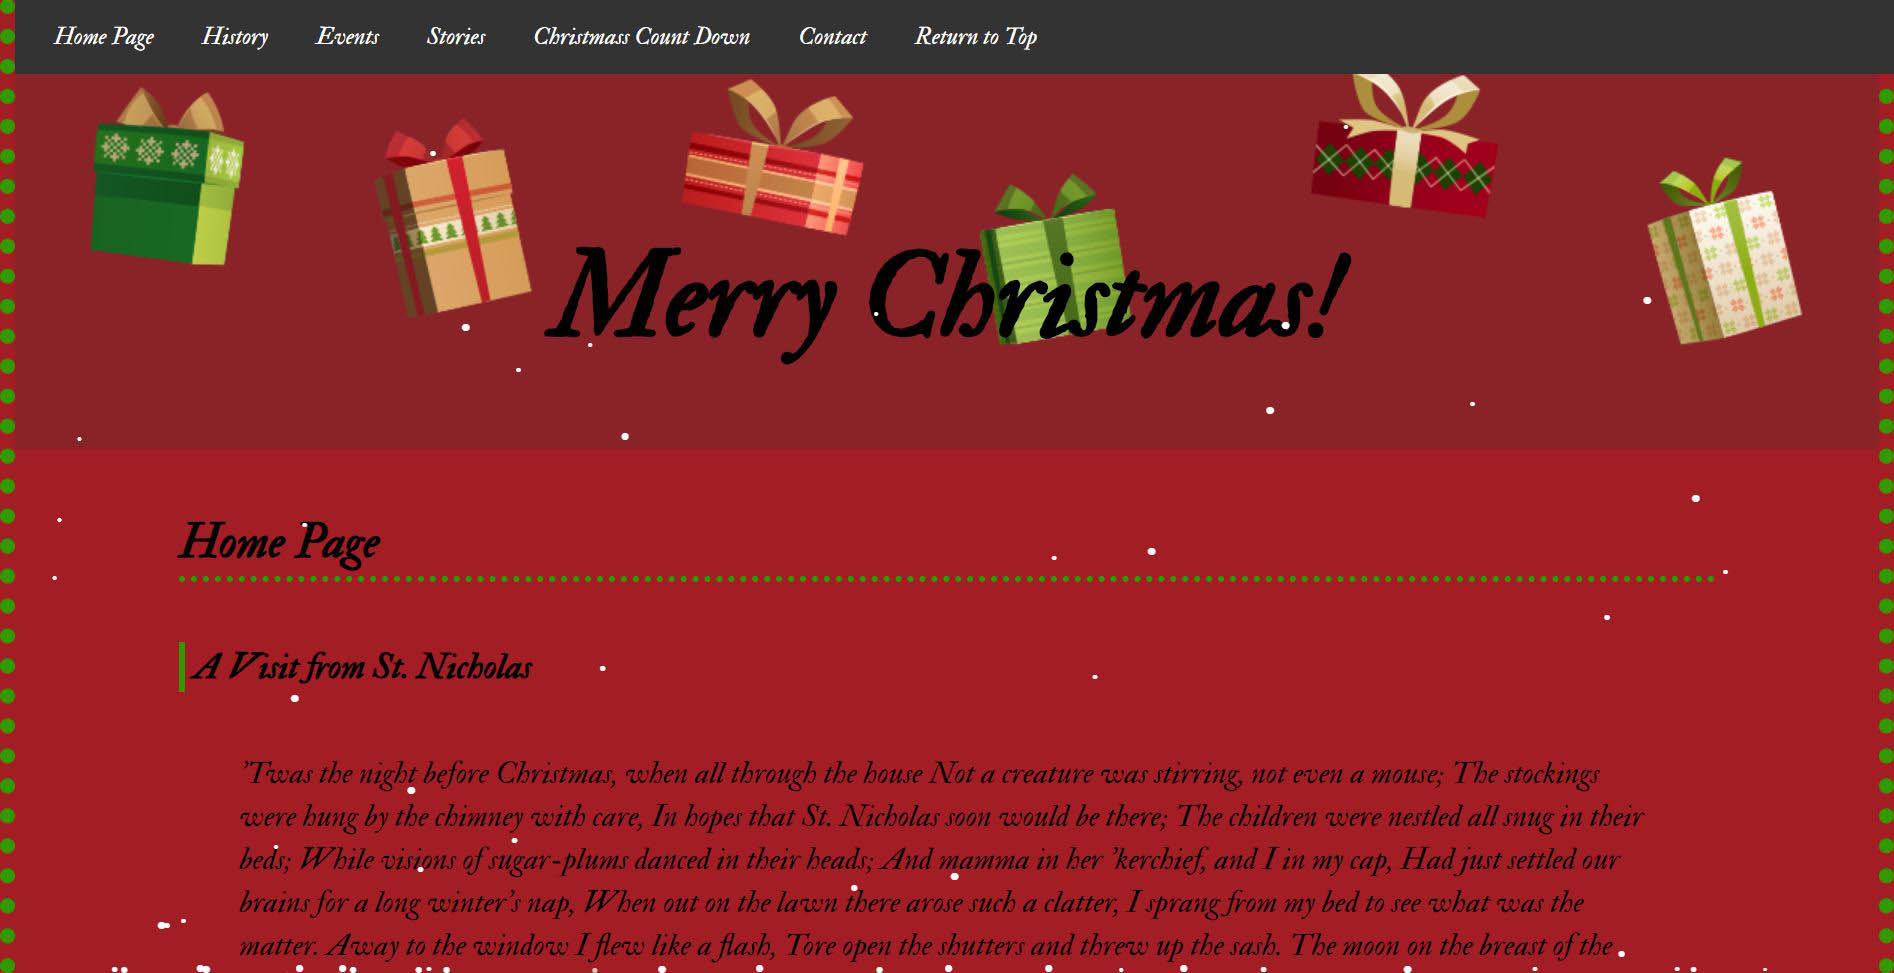 Home Page History Events Stories Christmass Count Down Contact Return to Top
Merry Christmas!
Home Page
A Visit from St. Nicholas
'Twas the night before Christmas, when all through the house Not a creature was stirring, not even a mouse; The stockings
were hung by the chimney with care, In hopes that St. Nicholas soon would be there; The children were nestled all snug in their
beds; While visions of sugar-plums danced in their heads; And mamma in her 'kerchief, and I in my cap, Had just settled our
brains for a long winter's nap, When out on the lawn there arose such a clatter, I sprang from my bed to see what was the
matter. Away to the window I flew like a flash, Tore open the shutters and threw up the sash. The moon on the breast of the